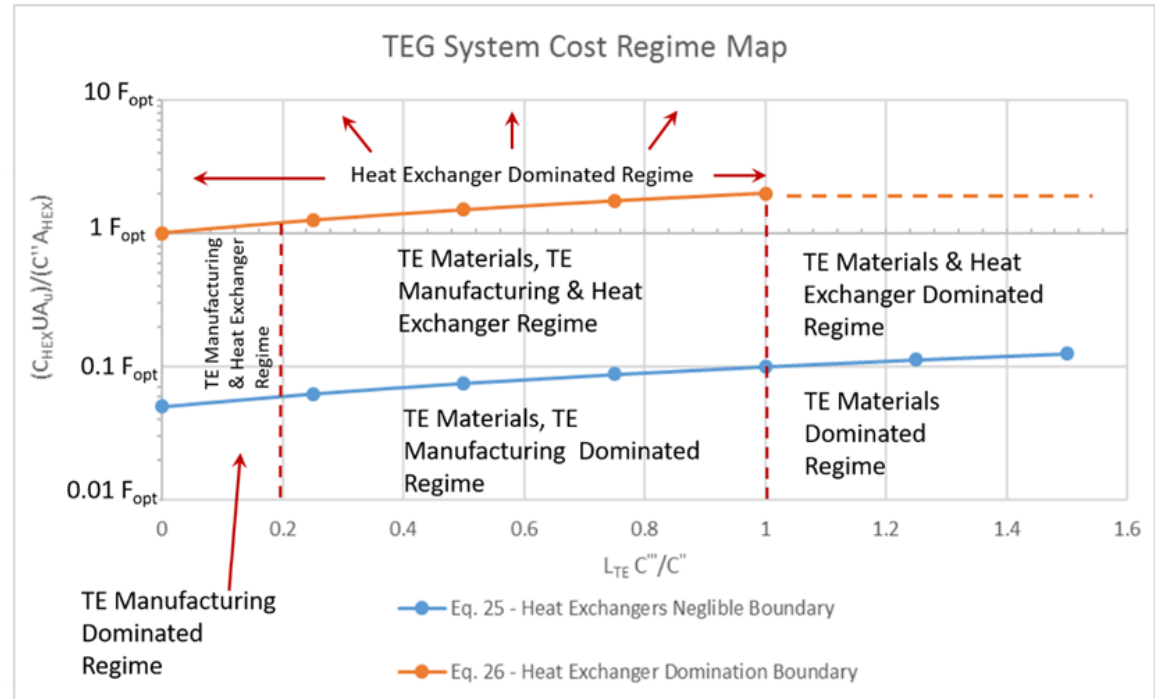 TEG System Cost Regime Map
10 Fopt
Heat Exchanger Dominated Regime
1 Fopt
(CHEXUAu)/(C''AHEX)
TE Manufacturing
& Heat Exchanger
Regime
TE Materials, TE
Manufacturing & Heat
Exchanger Regime
TE Materials & Heat
Exchanger Dominated
Regime
0.1 Fopt
TE Materials, TE
Manufacturing Dominated
Regime
TE Materials
Dominated
Regime
0.01 Fopt
0 0.2 0.4 0.6 0.8 1 1.2 1.4 1.6
LTE C'''/C''
TE Manufacturing
Dominated
Regime
Eq. 25 - Heat Exchangers Neglible Boundary
Eq. 26 - Heat Exchanger Domination Boundary